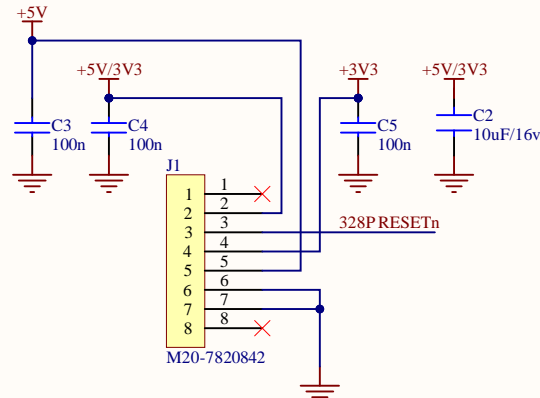 +5V
+5V/3V3
+3V3
+5V/3V3
C3
100n
C4
100n
C5
100n
C2
10uF/16v
J1
1 1
2 2
3 3
328P RESETn
4 4
5 5
6 6
7 7
8 8
M20-7820842